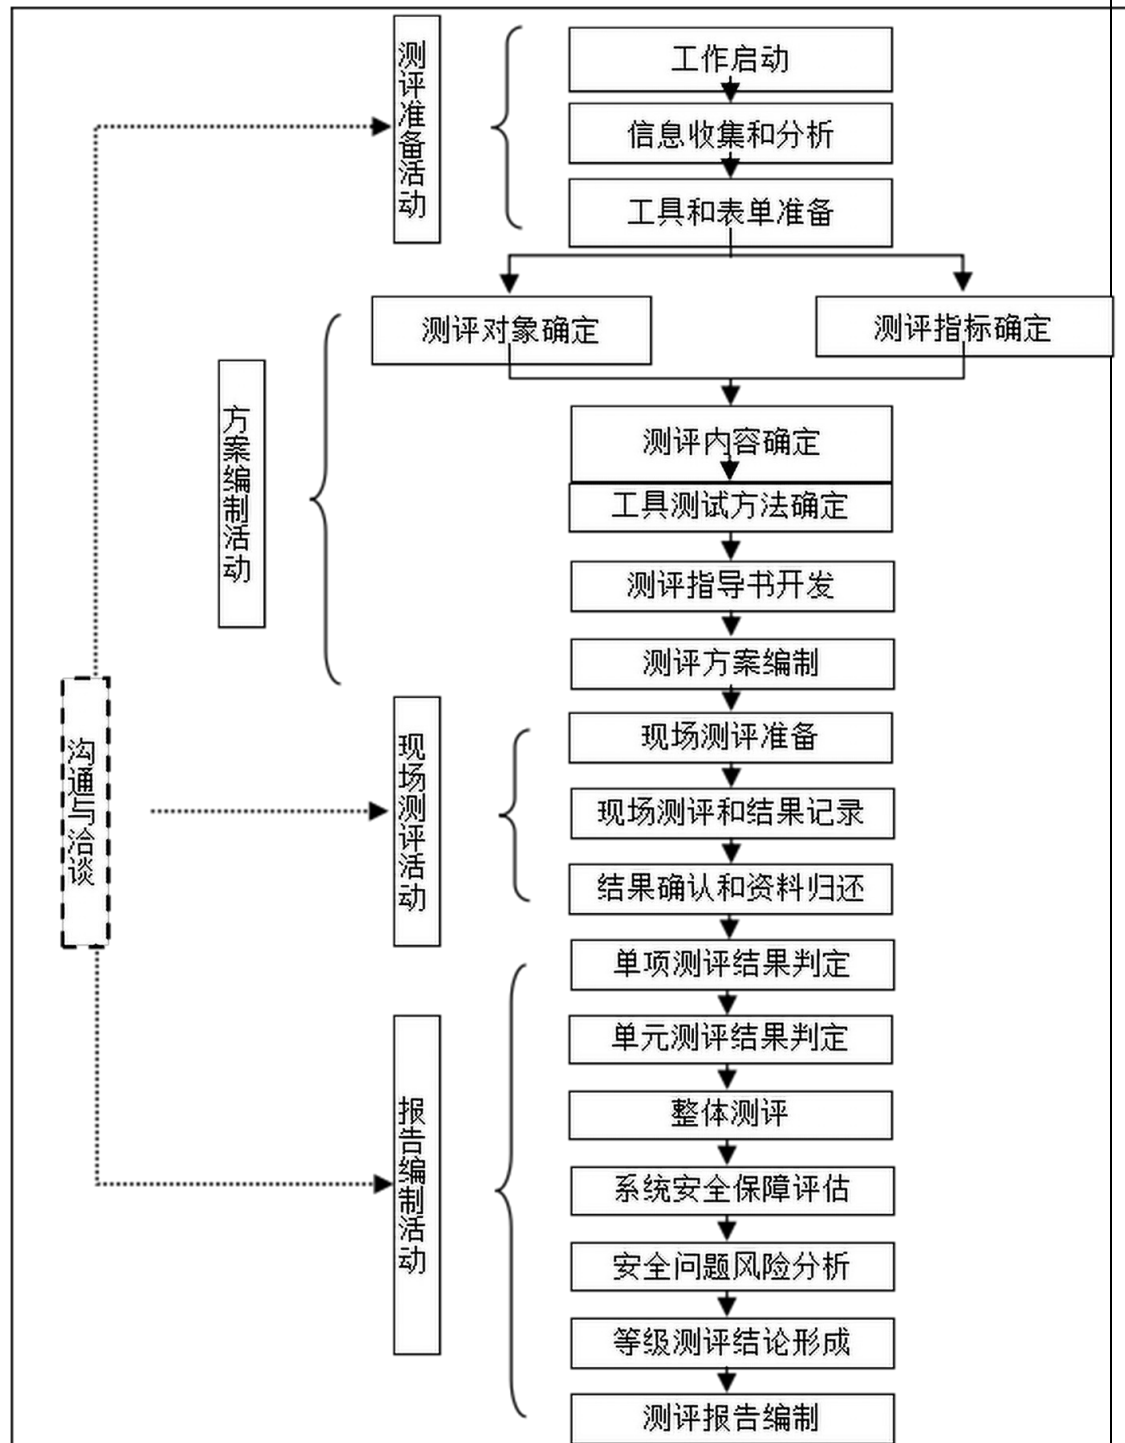 测评准备活动
工作启动
信息收集和分析
工具和表单准备
方案编制活动
测评对象确定
测评指标确定
测评内容确定
工具测试方法确定
测评指导书开发
测评方案编制
沟通与洽谈
现场测评活动
现场测评准备
现场测评和结果记录
结果确认和资料归还
报告编制活动
单项测评结果判定
单元测评结果判定
整体测评
系统安全保障评估
安全问题风险分析
等级测评结论形成
测评报告编制